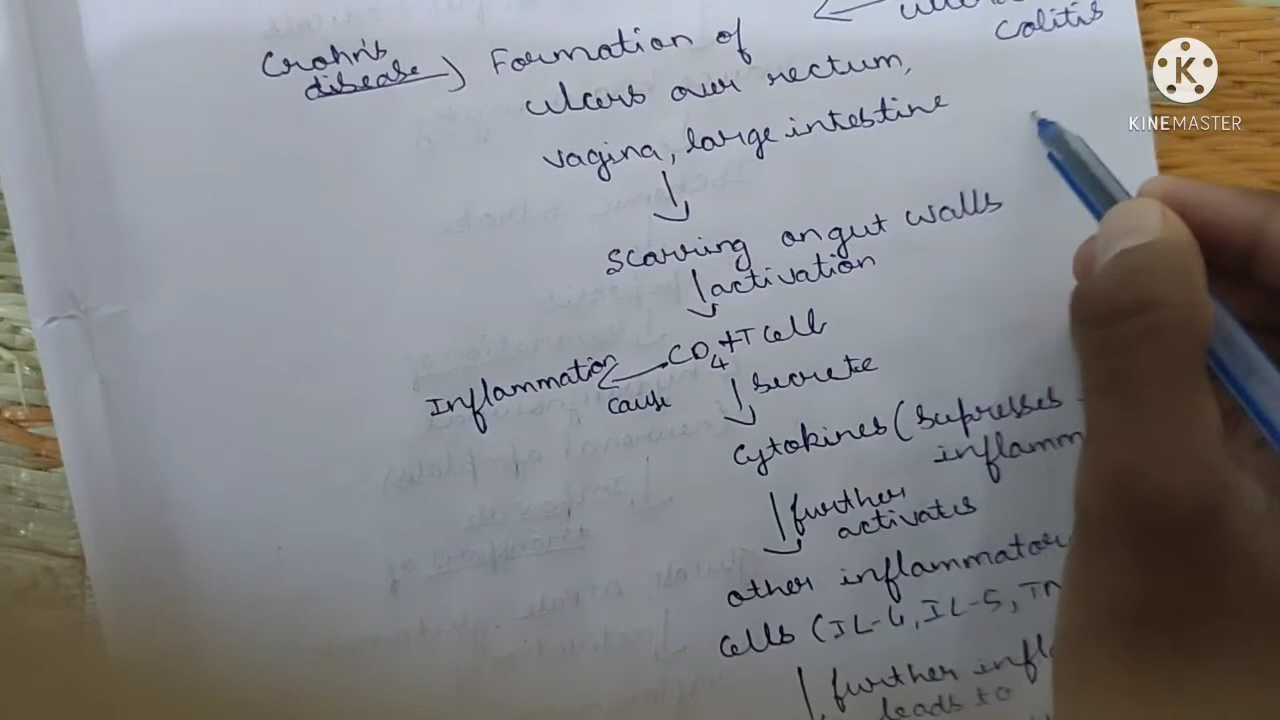 colitis
Crohn's
disease
Formation of
ulcers over rectum,
vagina, large intestine
scarring on gut walls
activation
CD4+T cell
Inflammation
cause
secrete
cytokines (supresses
inflamm
further
activates
other inflammator
cells (IL-4, IL-5, TN
further infl
leads to
K
KINEMASTER